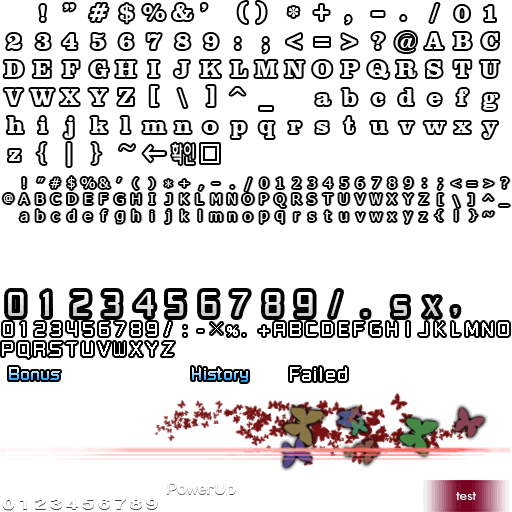 ! " # $ % & ' ( ) * + , - . / 0 1
2 3 4 5 6 7 8 9 : ; < = > ? @ A B C
D E F G H I J K L M N O P Q R S T U
V W X Y Z [ \ ] ^ _ a b c d e f g
h i j k l m n o p q r s t u v w x y
z { | } ~ ← 확인 □
! " # $ % & ' ( ) * + , - . / 0 1 2 3 4 5 6 7 8 9 : ; < = > ?
@ A B C D E F G H I J K L M N O P Q R S T U V W X Y Z [ \ ] ^ _
a b c d e f g h i j k l m n o p q r s t u v w x y z { | } ~
0 1 2 3 4 5 6 7 8 9 / . s x ,
0 1 2 3 4 5 6 7 8 9 / : - × % . + A B C D E F G H I J K L M N O
P Q R S T U V W X Y Z
Bonus History Failed
PowerUp
test
0 1 2 3 4 5 6 7 8 9